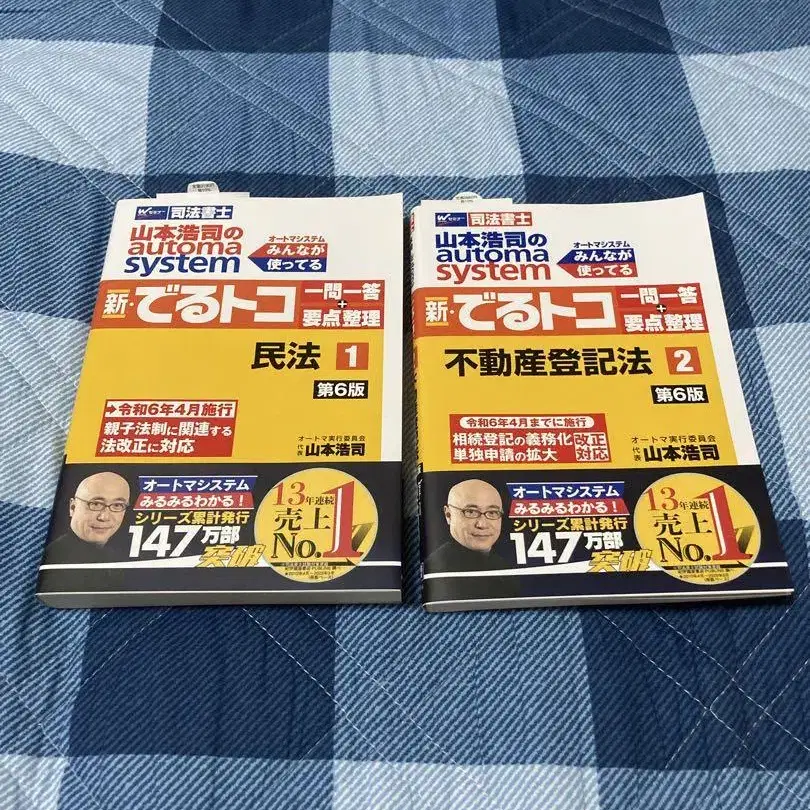 Wセミナー 司法書士
山本浩司の
automa
system
オートマシステム
みんなが
使ってる
新・でるトコ
一問一答
+
要点整理
民法 1
第6版
令和6年4月施行
親子法制に関連する
法改正に対応
オートマ実行委員会
代表 山本浩司
オートマシステム
みるみるわかる!
シリーズ累計発行
147万部
突破
13年連続
売上
No.1
Wセミナー 司法書士
山本浩司の
automa
system
オートマシステム
みんなが
使ってる
新・でるトコ
一問一答
+
要点整理
不動産登記法 2
第6版
令和6年4月までに施行
相続登記の義務化
単独申請の拡大
改正
対応
オートマ実行委員会
代表 山本浩司
オートマシステム
みるみるわかる!
シリーズ累計発行
147万部
突破
13年連続
売上
No.1